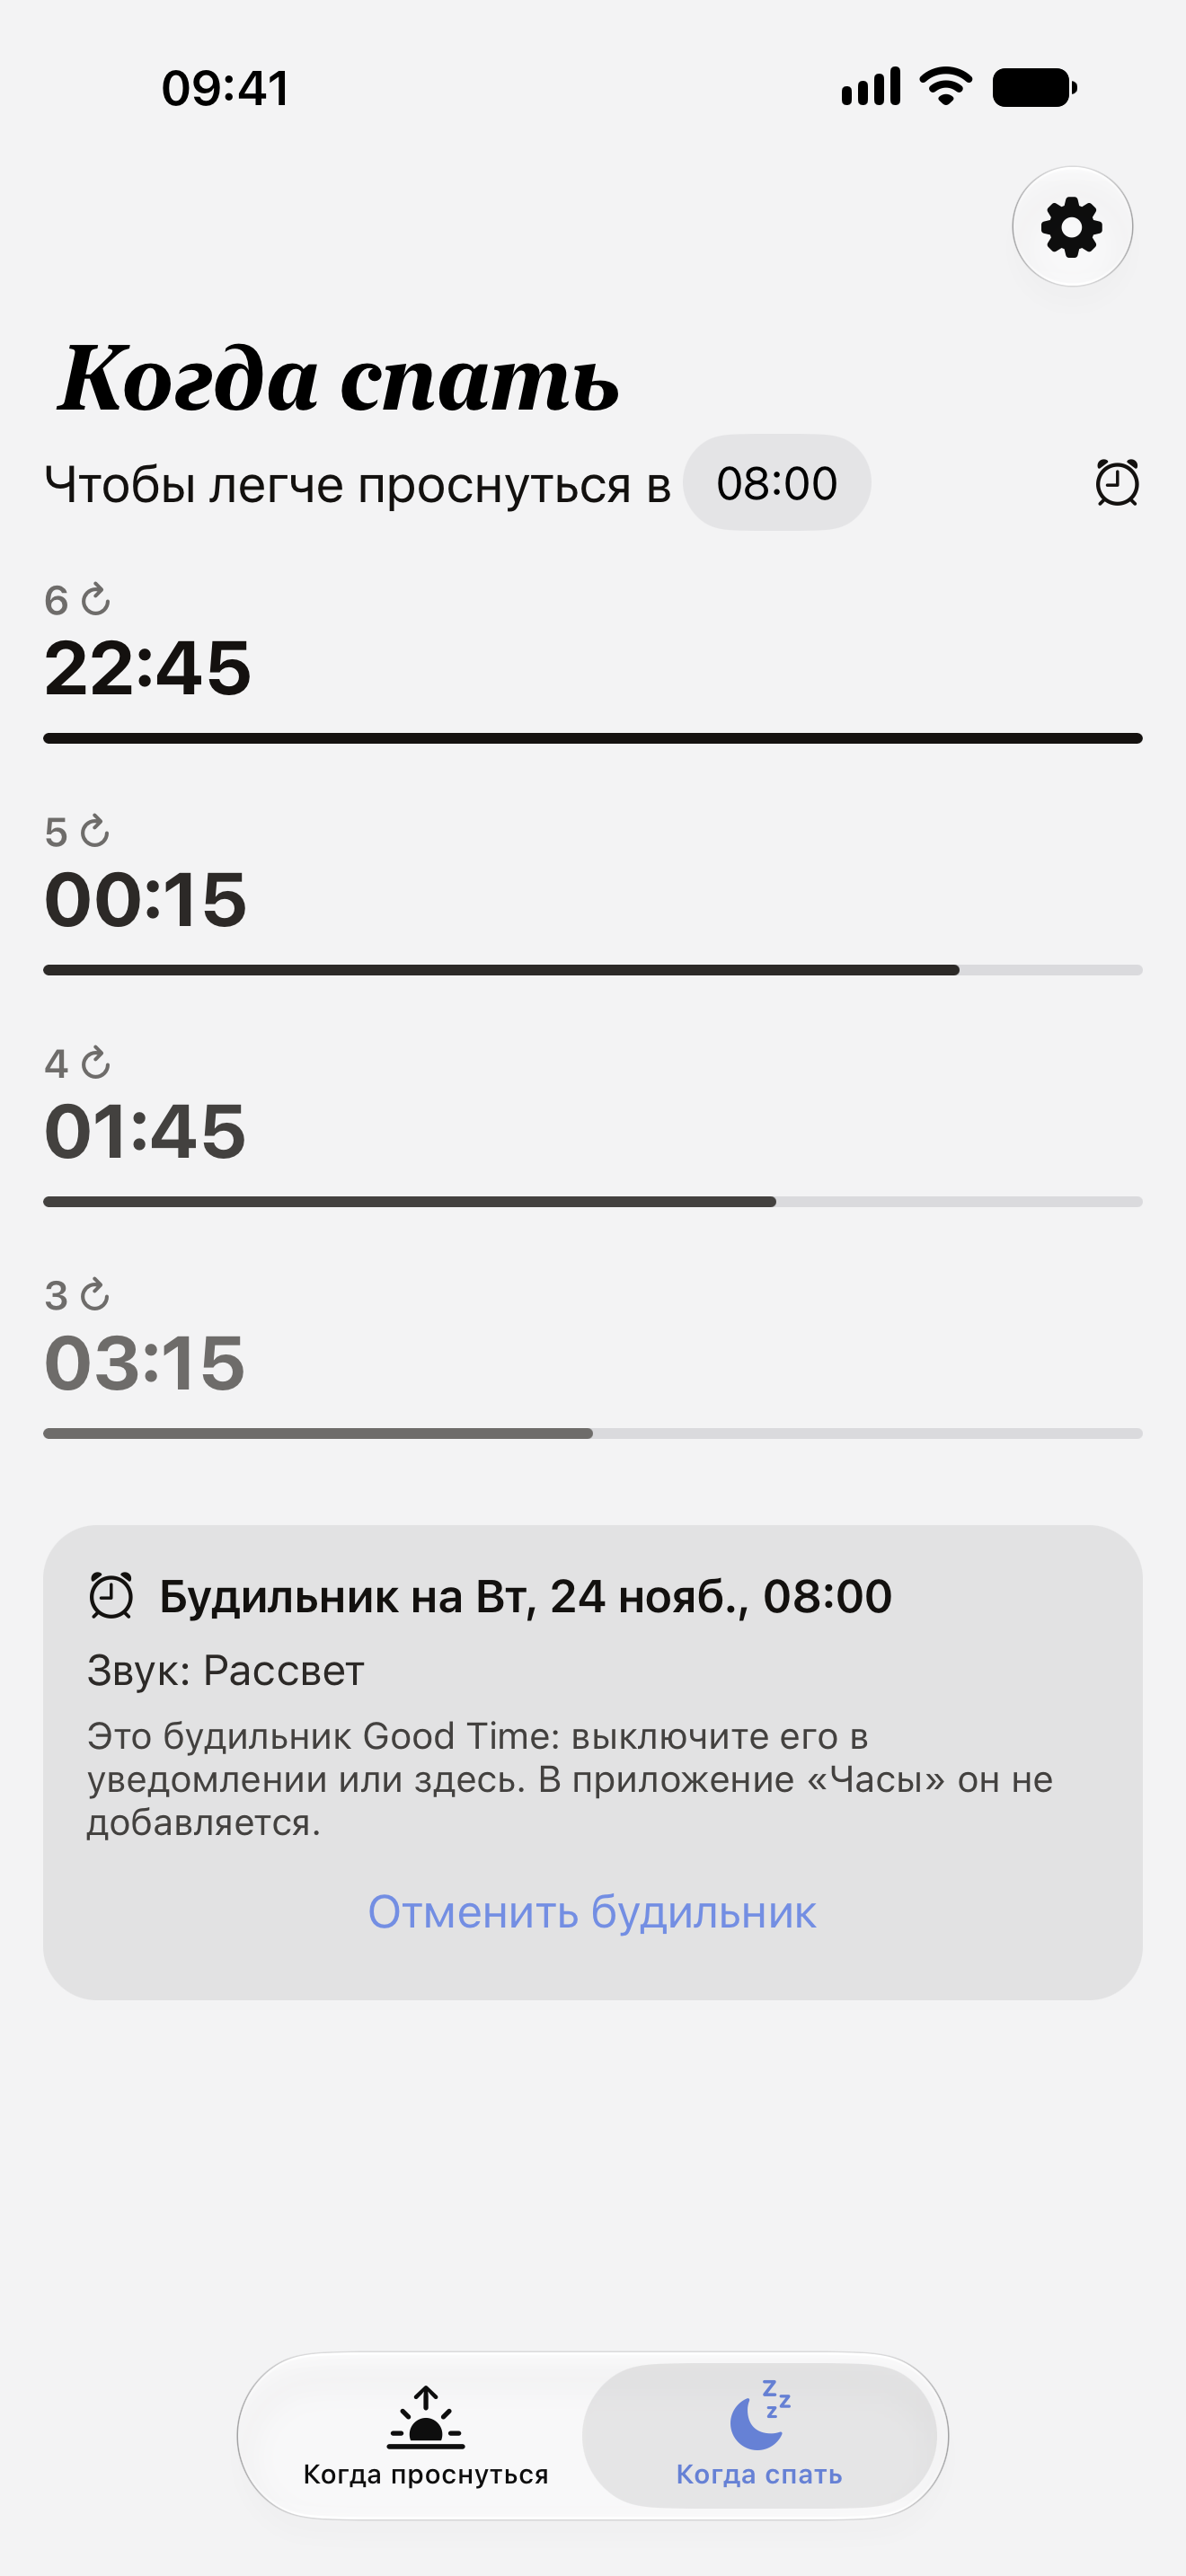 09:41
Когда спать
Чтобы легче проснуться в 08:00
6
22:45
5
00:15
4
01:45
3
03:15
Будильник на Вт, 24 нояб., 08:00
Звук: Рассвет
Это будильник Good Time: выключите его в
уведомлении или здесь. В приложение «Часы» он не
добавляется.
Отменить будильник
z z z
Когда проснуться Когда спать